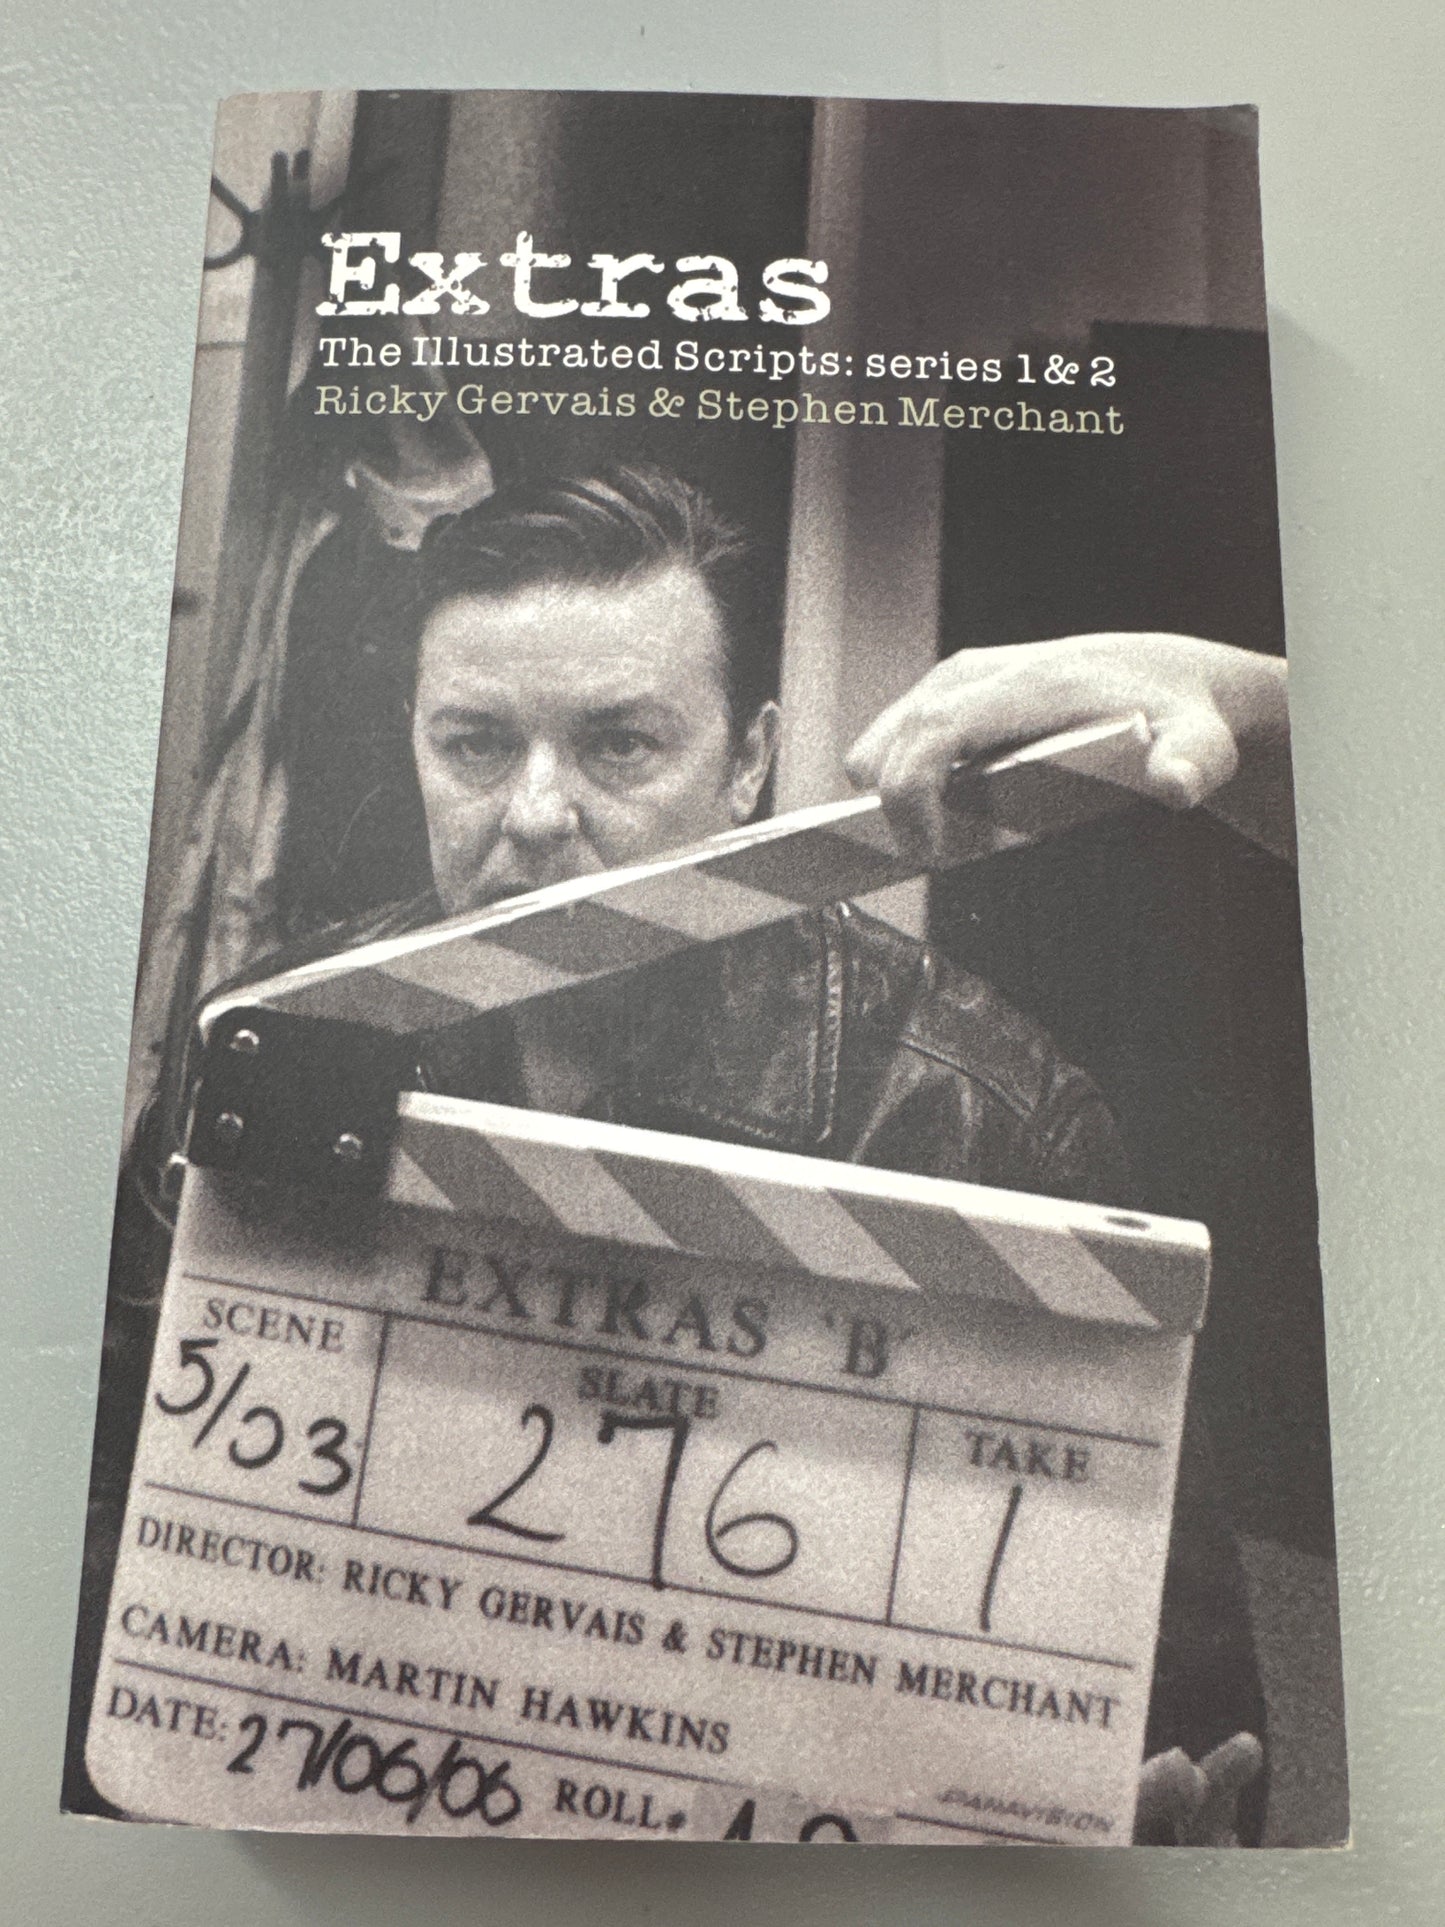 Extras
The Illustrated Scripts: series 1 & 2
Ricky Gervais & Stephen Merchant
EXTRAS 'B'
SCENE
5/03
SLATE
276
TAKE
1
DIRECTOR: RICKY GERVAIS & STEPHEN MERCHANT
CAMERA: MARTIN HAWKINS
DATE: 27/06/06 ROLL#
PANAVISION